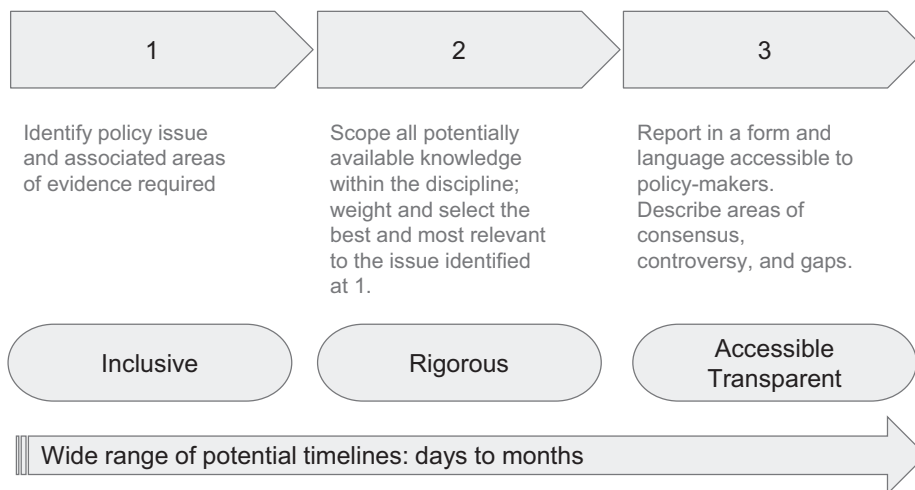 1
2
3
Identify policy issue
and associated areas
of evidence required
Scope all potentially
available knowledge
within the discipline;
weight and select the
best and most relevant
to the issue identified
at 1.
Report in a form and
language accessible to
policy-makers.
Describe areas of
consensus,
controversy, and gaps.
Inclusive
Rigorous
Accessible
Transparent
Wide range of potential timelines: days to months